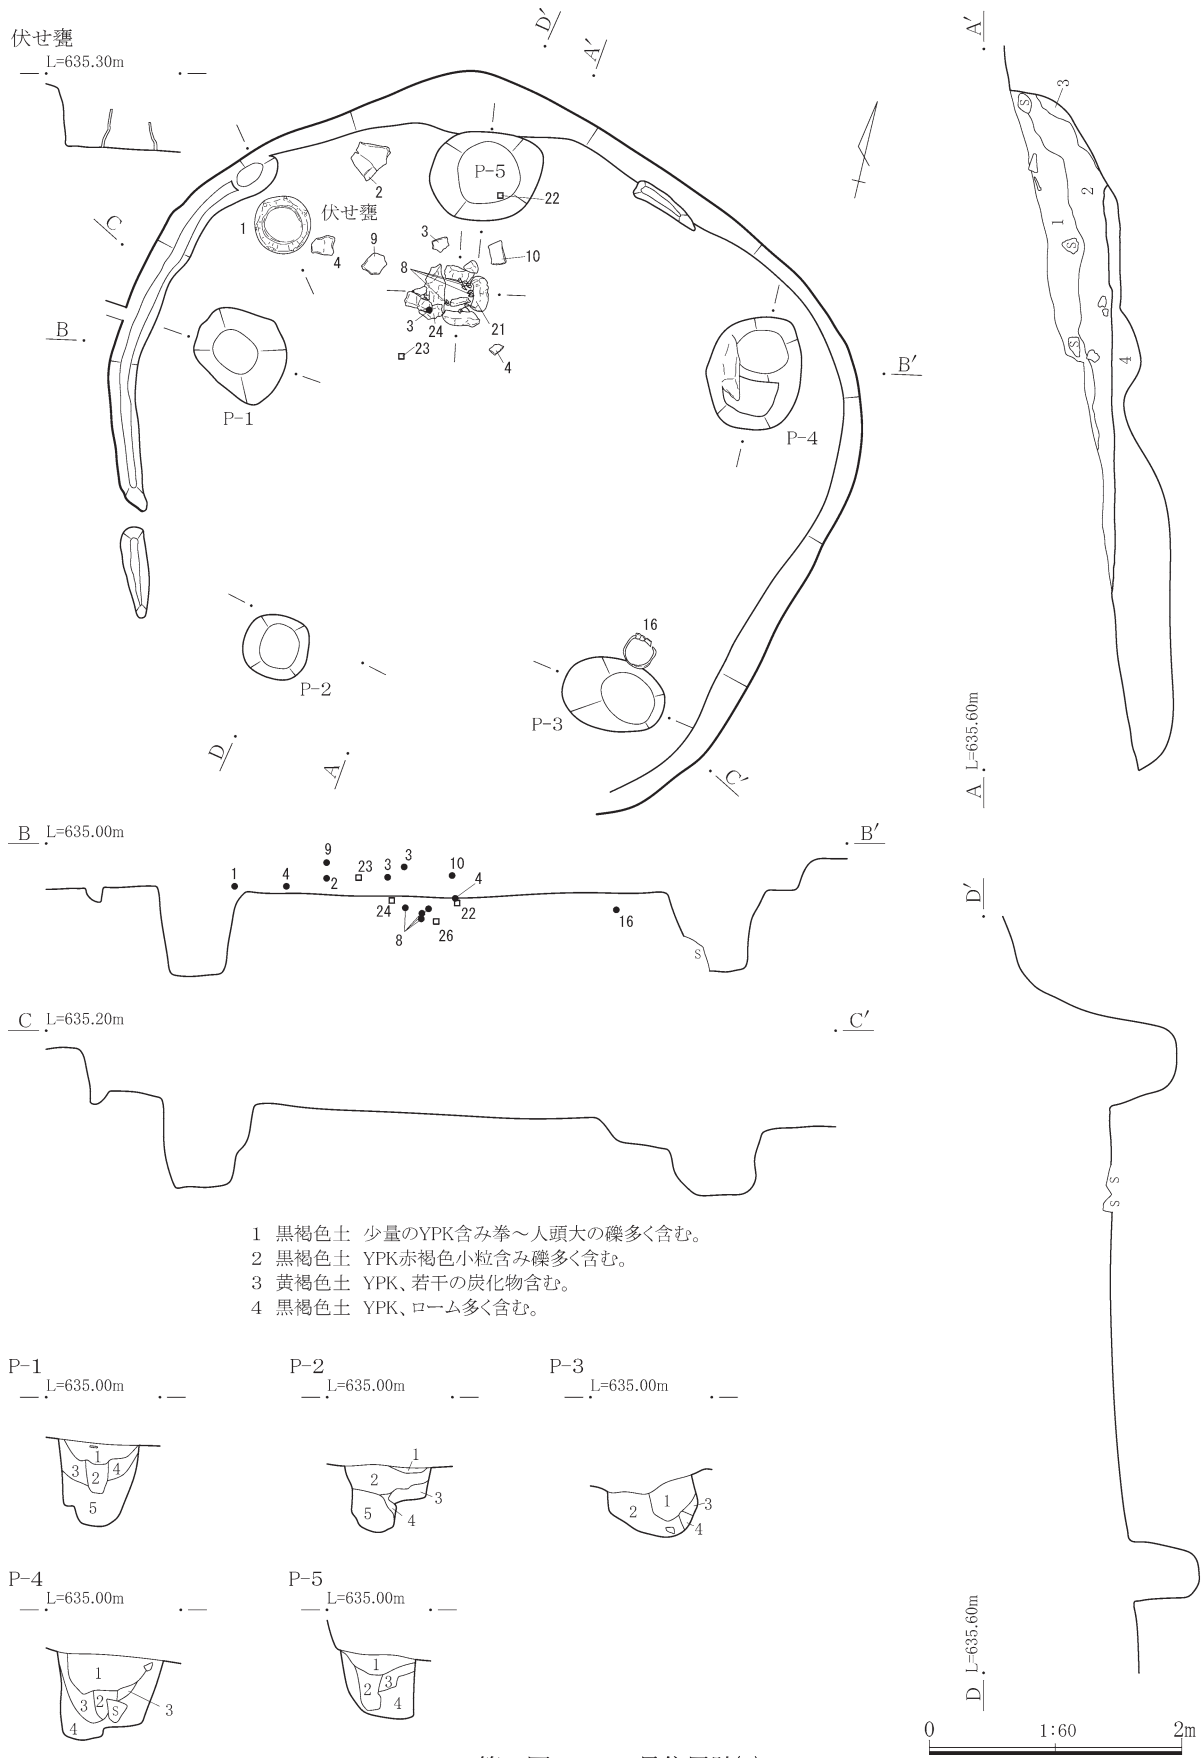 伏せ甕
L=635.30m
D′
A′
P-5
22
2
伏せ甕
1
4
9
3
10
8
3
24
21
23
4
C
B
B′
P-1
P-4
16
P-2
P-3
D
A
C′
A′
S
3
2
1
S
S
4
A L=635.60m
B L=635.00m
B′
1
4
9
2
23
3
3
10
4
24
22
8
26
16
S
C L=635.20m
C′
D′
S
S
D L=635.60m
1 黒褐色土 少量のYPK含み拳～人頭大の礫多く含む。
2 黒褐色土 YPK赤褐色小粒含み礫多く含む。
3 黄褐色土 YPK、若干の炭化物含む。
4 黒褐色土 YPK、ローム多く含む。
P-1
L=635.00m
1
3 2 4
5
P-2
L=635.00m
1
2
3
5
4
P-3
L=635.00m
1
2
3
4
P-4
L=635.00m
1
3 2
S
3
4
P-5
L=635.00m
1
2 3
4
0 1:60 2m